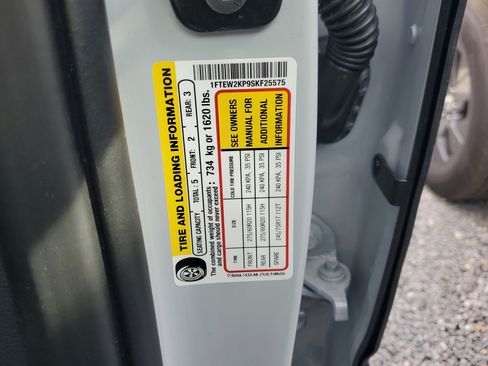 1FTEW2KP9SKF25575
TIRE AND LOADING INFORMATION
SEATING CAPACITY TOTAL: 5 FRONT: 2 REAR: 3
The combined weight of occupants
and cargo should never exceed : 734 kg or 1620 lbs.
TIRE SIZE COLD TIRE PRESSURE
FRONT 275/60R20 115H 240 KPA, 35 PSI
REAR 275/60R20 115H 240 KPA, 35 PSI
SPARE 245/75R17 112T 240 KPA, 35 PSI
SEE OWNERS
MANUAL FOR
ADDITIONAL
INFORMATION